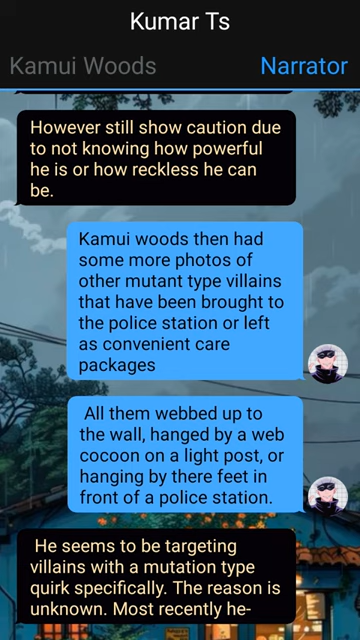 Kumar Ts
Kamui Woods
Narrator
However still show caution due
to not knowing how powerful
he is or how reckless he can
be.
Kamui woods then had
some more photos of
other mutant type villains
that have been brought to
the police station or left
as convenient care
packages
All them webbed up to
the wall, hanged by a web
cocoon on a light post, or
hanging by there feet in
front of a police station.
He seems to be targeting
villains with a mutation type
quirk specifically. The reason is
unknown. Most recently he-